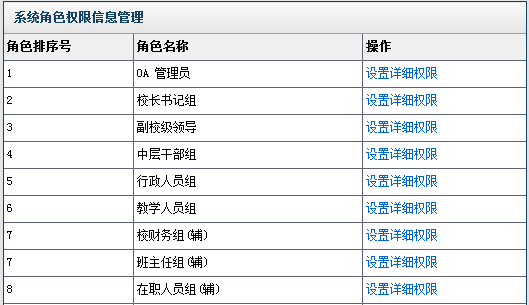 系统角色权限信息管理
角色排序号 角色名称 操作
1 OA 管理员 设置详细权限
2 校长书记组 设置详细权限
3 副校级领导 设置详细权限
4 中层干部组 设置详细权限
5 行政人员组 设置详细权限
6 教学人员组 设置详细权限
7 校财务组(辅) 设置详细权限
7 班主任组(辅) 设置详细权限
8 在职人员组(辅) 设置详细权限